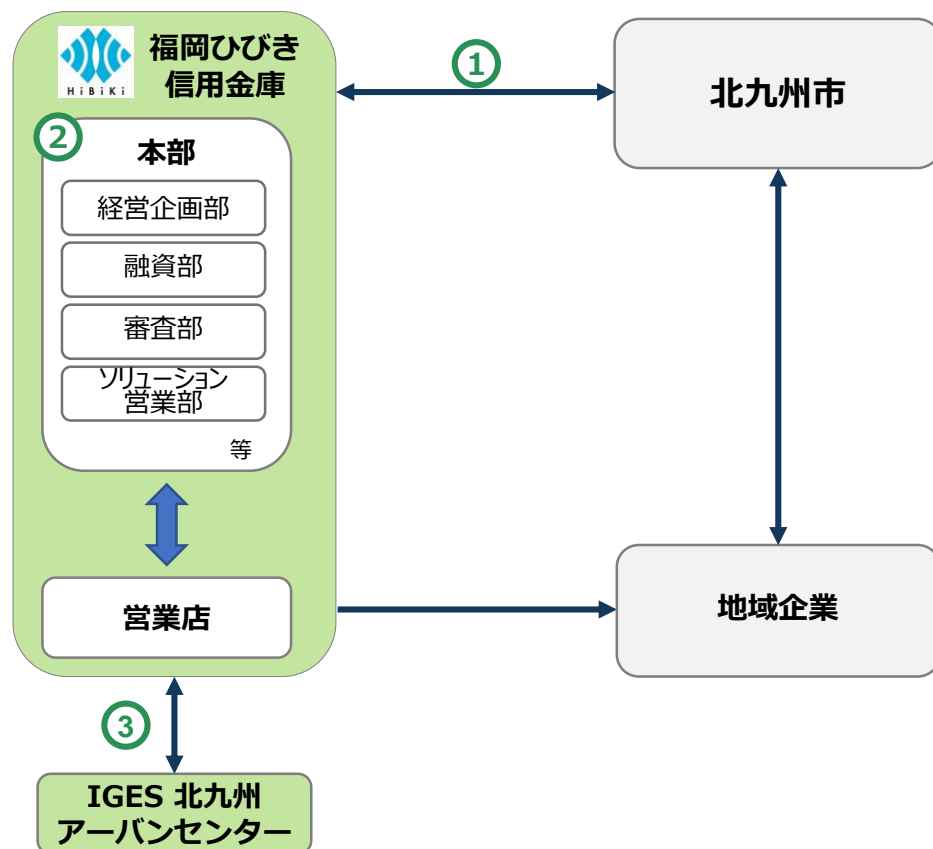 福岡ひびき
信用金庫
HiBiKi
①
北九州市
②
本部
経営企画部
融資部
審査部
ソリューション
営業部
等
営業店
地域企業
③
IGES 北九州
アーバンセンター